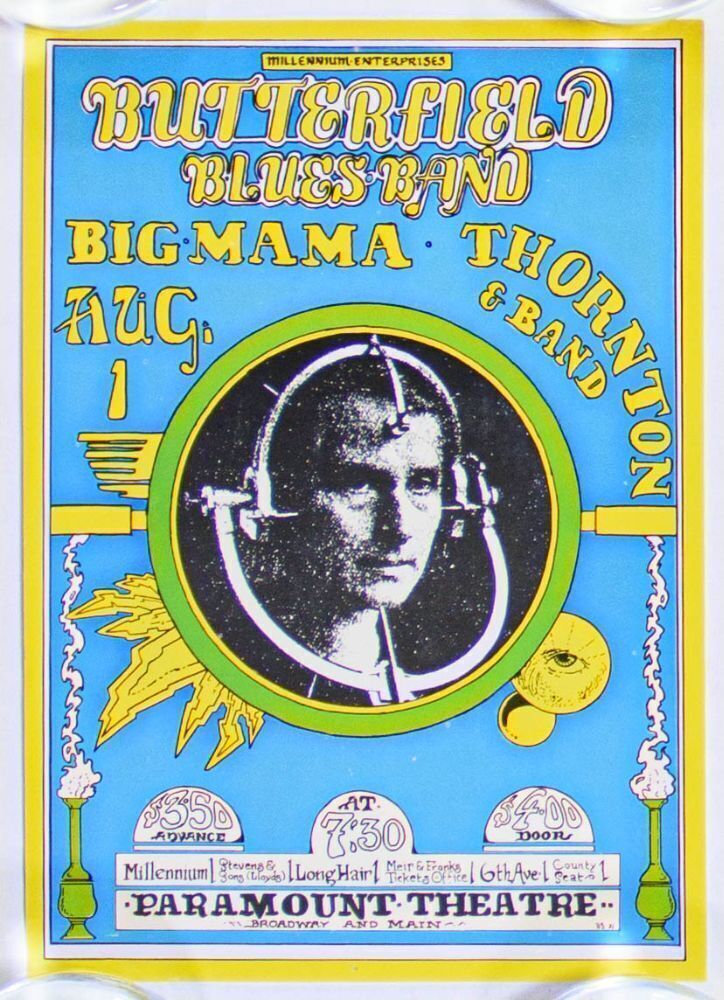 MILLENNIUM·ENTERPRISES
BUTTERFIELD
BLUES·BAND
BIG·MAMA · THORNTON
& BAND
AUG.
1
$3.50
ADVANCE
AT
7:30
$4.00
DOOR
Millennium | Stevens & Sons (Lloyds) | Long Hair | Meir & Franks Tickets Office | 6th Ave. | County Seat
·PARAMOUNT·THEATRE··
BROADWAY AND MAIN